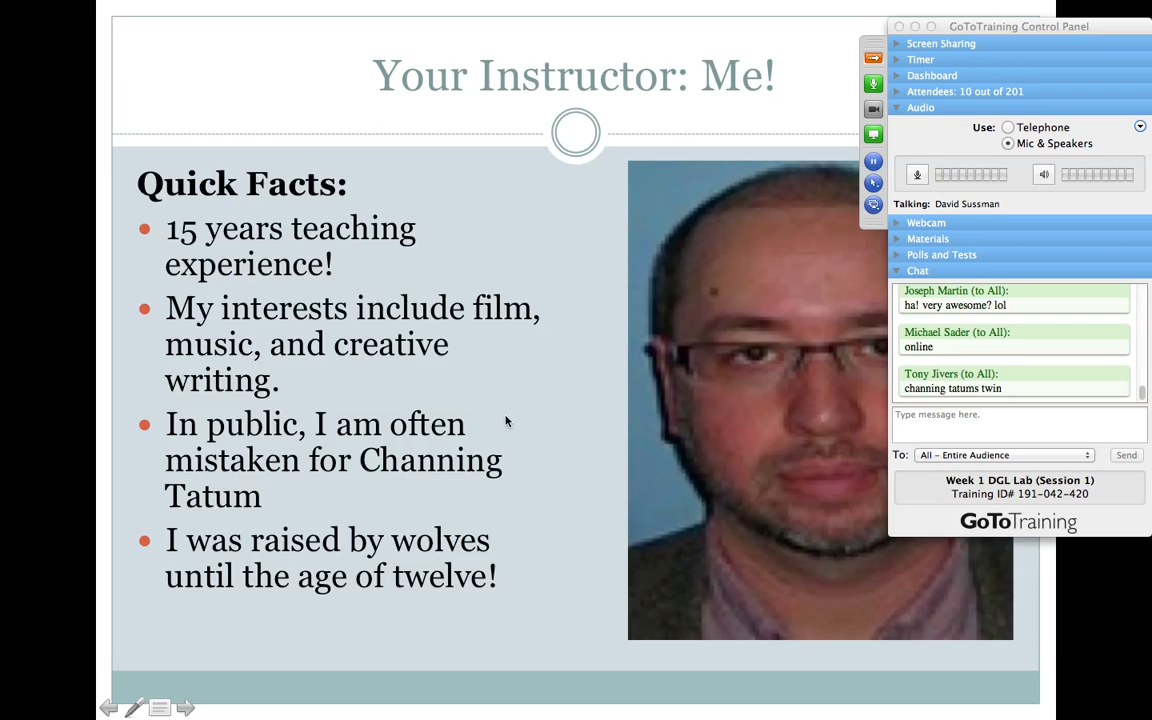 Your Instructor: Me!
Quick Facts:
15 years teaching
experience!
My interests include film,
music, and creative
writing.
In public, I am often
mistaken for Channing
Tatum
I was raised by wolves
until the age of twelve!
GoToTraining Control Panel
Screen Sharing
Timer
Dashboard
Attendees: 10 out of 201
Audio
Use: Telephone
Mic & Speakers
Talking: David Sussman
Webcam
Materials
Polls and Tests
Chat
Joseph Martin (to All):
ha! very awesome? lol
Michael Sader (to All):
online
Tony Jivers (to All):
channing tatums twin
Type message here.
To: All – Entire Audience Send
Week 1 DGL Lab (Session 1)
Training ID# 191-042-420
GoToTraining